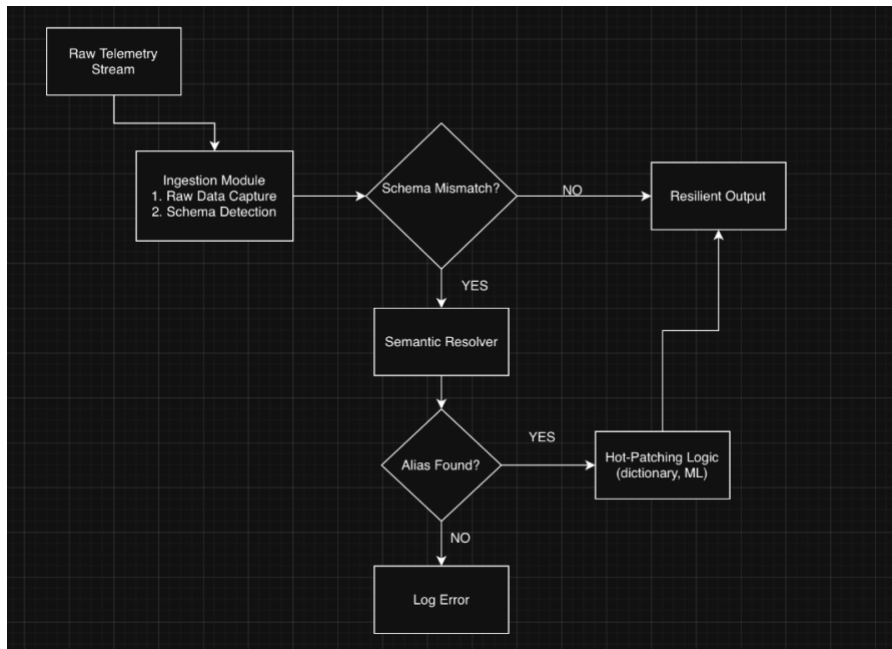 Raw Telemetry
Stream
Ingestion Module
1. Raw Data Capture
2. Schema Detection
Schema Mismatch?
NO
Resilient Output
YES
Semantic Resolver
Alias Found?
YES
Hot-Patching Logic
(dictionary, ML)
NO
Log Error